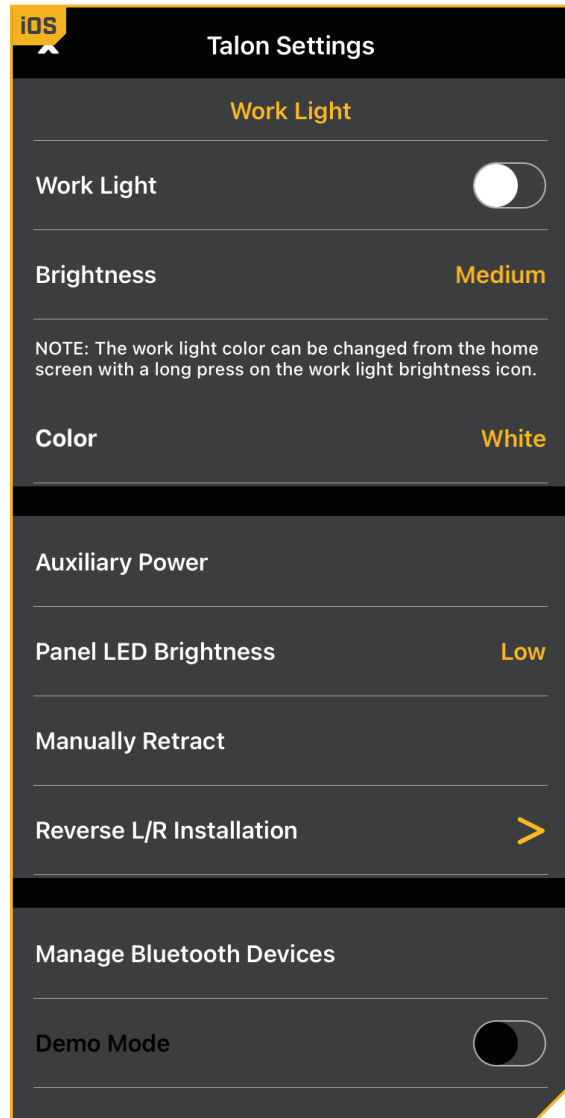 iOS
Talon Settings
Work Light
Work Light
Brightness Medium
NOTE: The work light color can be changed from the home
screen with a long press on the work light brightness icon.
Color White
Auxiliary Power
Panel LED Brightness Low
Manually Retract
Reverse L/R Installation >
Manage Bluetooth Devices
Demo Mode